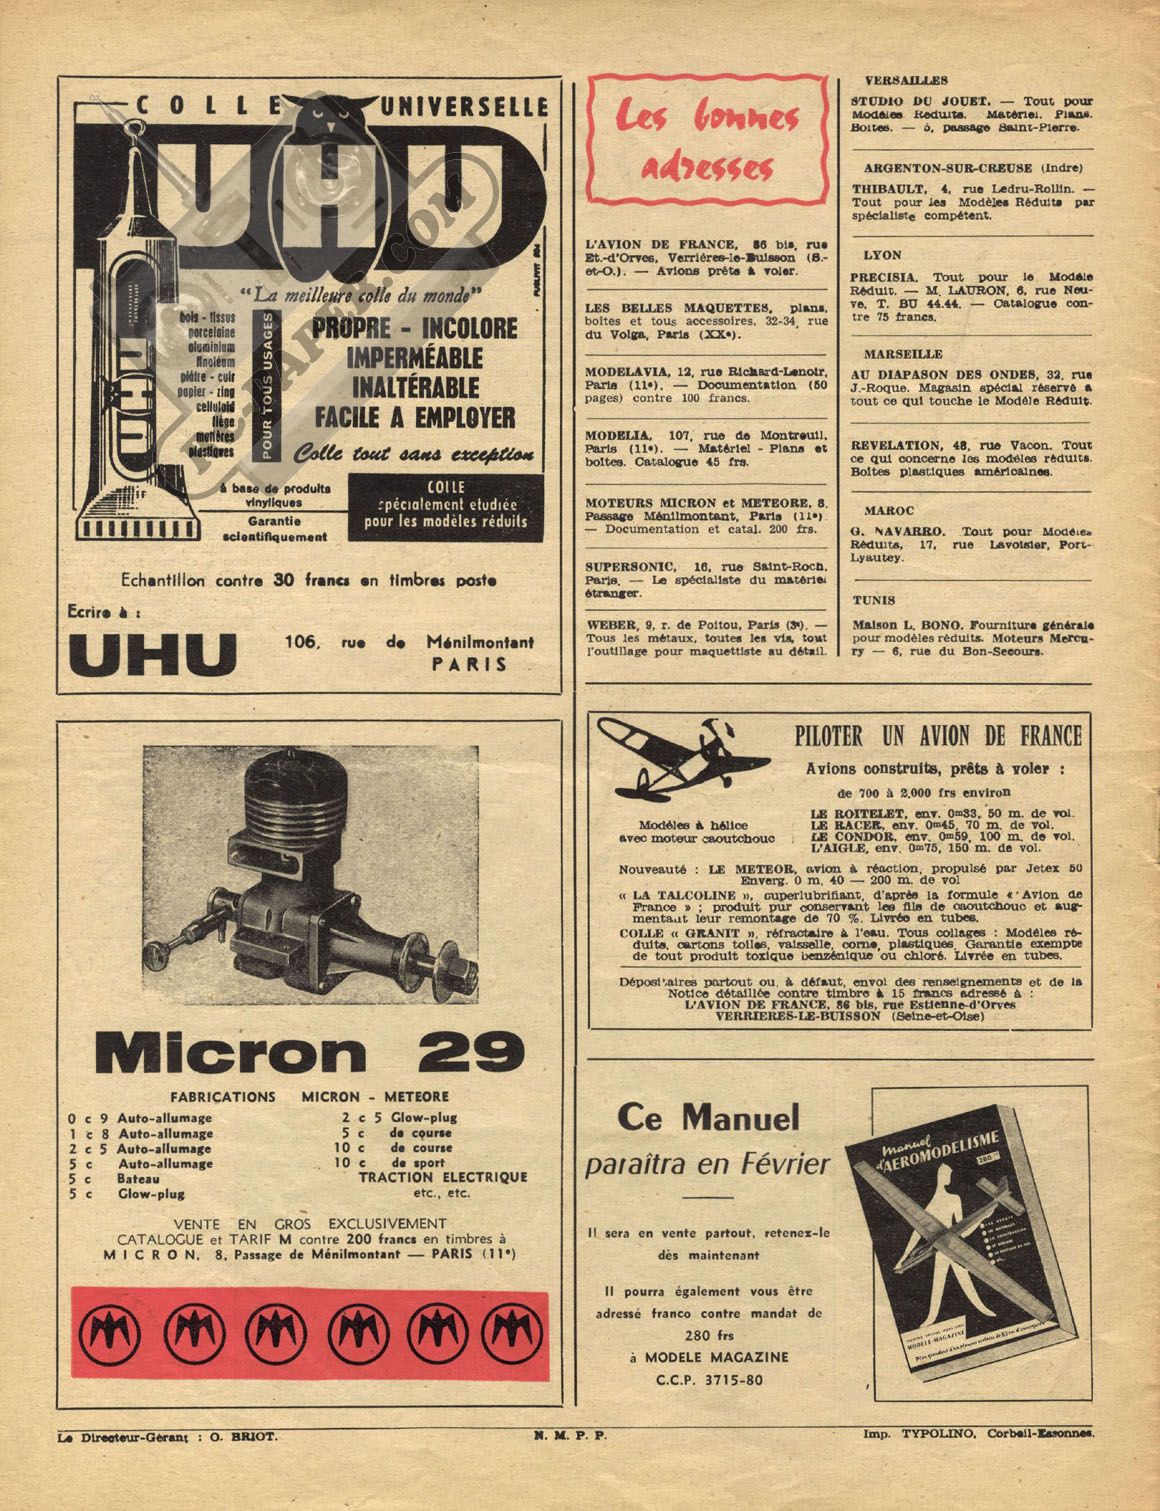 COLLE UNIVERSELLE
UHU
PUBLIVIT 894
"La meilleure colle du monde"
bois - tissus
porcelaine
aluminium
linoléum
plâtre - cuir
papier - zing
celluloïd
liège
matières
plastiques
POUR TOUS USAGES
PROPRE - INCOLORE
IMPERMÉABLE
INALTÉRABLE
FACILE A EMPLOYER
Colle tout sans exception
UHU
à base de produits
vinyliques
Garantie
scientifiquement
COLLE
spécialement etudiée
pour les modèles réduits
Echantillon contre 30 francs en timbres poste
Ecrire à :
UHU
106, rue de Ménilmontant
PARIS
Micron 29
FABRICATIONS MICRON - METEORE
0 c 9 Auto-allumage
1 c 8 Auto-allumage
2 c 5 Auto-allumage
5 c Auto-allumage
5 c Bateau
5 c Glow-plug
2 c 5 Glow-plug
5 c de course
10 c de course
10 c de sport
TRACTION ELECTRIQUE
etc., etc.
VENTE EN GROS EXCLUSIVEMENT
CATALOGUE et TARIF M contre 200 francs en timbres à
MICRON, 8, Passage de Ménilmontant — PARIS (11e)
Les bonnes
adresses
L'AVION DE FRANCE, 86 bis, rue
Et.-d'Orves, Verrières-le-Buisson (S.-
et-O.). — Avions prêts à voler.
LES BELLES MAQUETTES, plans,
boîtes et tous accessoires, 32-34, rue
du Volga, Paris (XXe).
MODELAVIA, 12, rue Richard-Lenoir,
Paris (11e). — Documentation (50
pages) contre 100 francs.
MODELIA, 107, rue de Montreuil,
Paris (11e). — Matériel - Plans et
boîtes. Catalogue 45 frs.
MOTEURS MICRON et METEORE, 8,
Passage Ménilmontant, Paris (11e).
— Documentation et catal. 200 frs.
SUPERSONIC, 16, rue Saint-Roch,
Paris. — Le spécialiste du matériel
étranger.
WEBER, 9, r. de Poitou, Paris (3e). —
Tous les métaux, toutes les vis, tout
l'outillage pour maquettiste au détail.
VERSAILLES
STUDIO DU JOUET. — Tout pour
Modèles Réduits. Matériel. Plans.
Boîtes. — 5, passage Saint-Pierre.
ARGENTON-SUR-CREUSE (Indre)
THIBAULT, 4, rue Ledru-Rollin. —
Tout pour les Modèles Réduits par
spécialiste compétent.
LYON
PRECISIA. Tout pour le Modèle
Réduit. — M. LAURON, 6, rue Neu-
ve. T. BU 44.44. — Catalogue con-
tre 75 francs.
MARSEILLE
AU DIAPASON DES ONDES, 32, rue
J.-Roque. Magasin spécial réservé à
tout ce qui touche le Modèle Réduit.
REVELATION, 48, rue Vacon. Tout
ce qui concerne les modèles réduits.
Boîtes plastiques américaines.
MAROC
G. NAVARRO. Tout pour Modèles
Réduits, 17, rue Lavoisier, Port-
Lyautey.
TUNIS
Maison L. BONO. Fourniture générale
pour modèles réduits. Moteurs Mercu-
ry — 6, rue du Bon-Secours.
PILOTER UN AVION DE FRANCE
Avions construits, prêts à voler :
de 700 à 2.000 frs environ
Modèles à hélice
avec moteur caoutchouc
LE ROITELET, env. 0m33, 50 m. de vol.
LE RACER, env. 0m45, 70 m. de vol.
LE CONDOR, env. 0m59, 100 m. de vol.
L'AIGLE, env. 0m75, 150 m. de vol.
Nouveauté : LE METEOR, avion à réaction, propulsé par Jetex 50
Enverg. 0 m. 40 — 200 m. de vol
« LA TALCOLINE », superlubrifiant, d'après la formule « Avion de
France » ; produit pur conservant les fils de caoutchouc et aug-
mentant leur remontage de 70 %. Livrée en tubes.
COLLE « GRANIT », réfractaire à l'eau. Tous collages : Modèles ré-
duits, cartons toiles, vaisselle, corne, plastiques. Garantie exempte
de tout produit toxique benzénique ou chloré. Livrée en tubes.
Dépositaires partout ou, à défaut, envoi des renseignements et de la
Notice détaillée contre timbre à 15 francs adressé à :
L'AVION DE FRANCE, 86 bis, rue Estienne-d'Orves
VERRIERES-LE-BUISSON (Seine-et-Oise)
Ce Manuel
paraîtra en Février
Il sera en vente partout, retenez-le
dès maintenant
Il pourra également vous être
adressé franco contre mandat de
280 frs
à MODELE MAGAZINE
C.C.P. 3715-80
manuel
d'AEROMODELISME
280
MODELE-MAGAZINE
Le Directeur-Gérant : O. BRIOT.
N. M. P. P.
Imp. TYPOLINO, Corbeil-Essonnes.